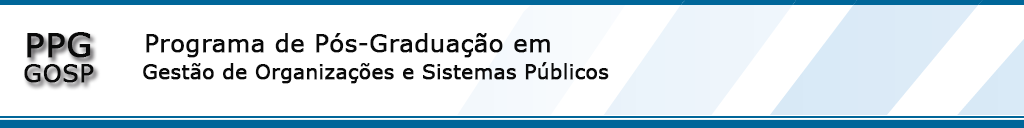 PPG
GOSP
Programa de Pós-Graduação em
Gestão de Organizações e Sistemas Públicos